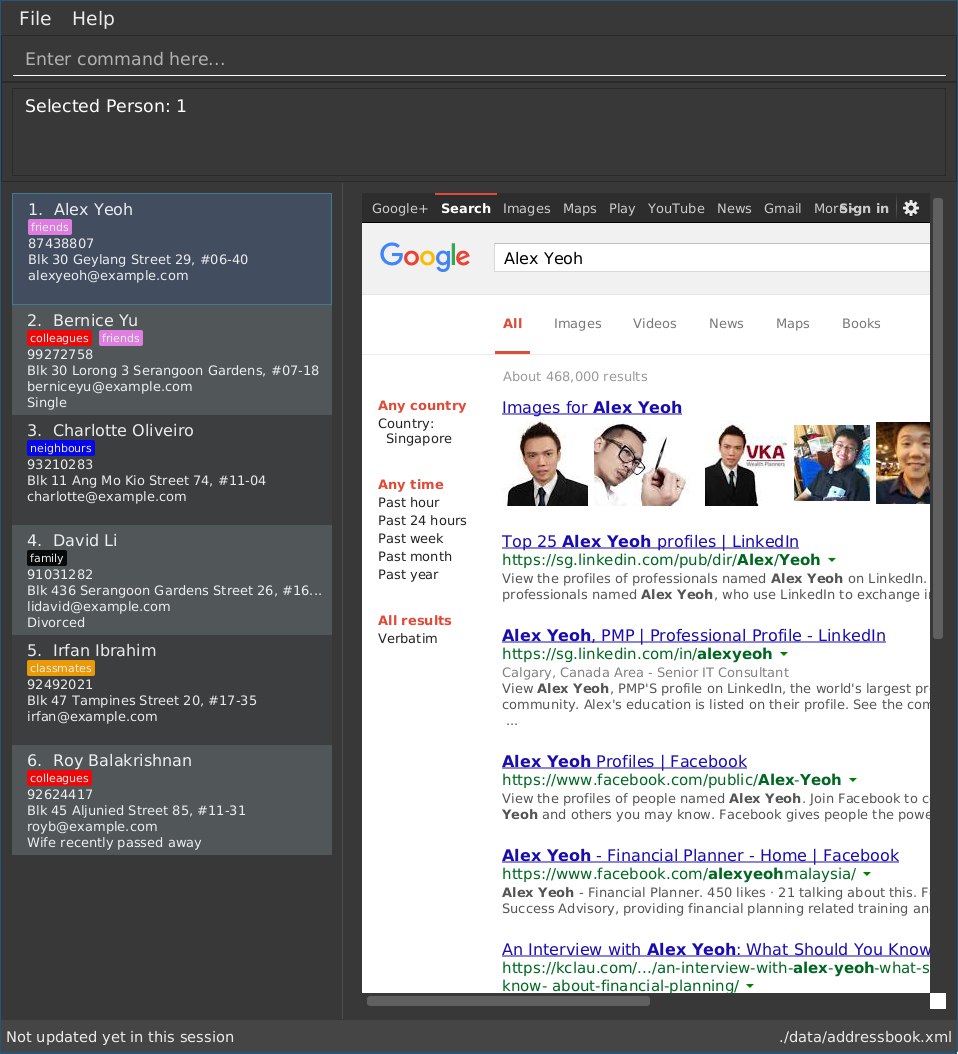 File Help
Enter command here...
Selected Person: 1
1. Alex Yeoh
friends
87438807
Blk 30 Geylang Street 29, #06-40
alexyeoh@example.com
2. Bernice Yu
colleagues friends
99272758
Blk 30 Lorong 3 Serangoon Gardens, #07-18
berniceyu@example.com
Single
3. Charlotte Oliveiro
neighbours
93210283
Blk 11 Ang Mo Kio Street 74, #11-04
charlotte@example.com
4. David Li
family
91031282
Blk 436 Serangoon Gardens Street 26, #16...
lidavid@example.com
Divorced
5. Irfan Ibrahim
classmates
92492021
Blk 47 Tampines Street 20, #17-35
irfan@example.com
6. Roy Balakrishnan
colleagues
92624417
Blk 45 Aljunied Street 85, #11-31
royb@example.com
Wife recently passed away
Google+ Search Images Maps Play YouTube News Gmail More Sign in
Google Alex Yeoh
All Images Videos News Maps Books
About 468,000 results
Any country
Country:
Singapore
Any time
Past hour
Past 24 hours
Past week
Past month
Past year
All results
Verbatim
Images for Alex Yeoh
VKA
Wealth Planners
Top 25 Alex Yeoh profiles | LinkedIn
https://sg.linkedin.com/pub/dir/Alex/Yeoh
View the profiles of professionals named Alex Yeoh on LinkedIn.
professionals named Alex Yeoh, who use LinkedIn to exchange i
Alex Yeoh, PMP | Professional Profile - LinkedIn
https://sg.linkedin.com/in/alexyeoh
Calgary, Canada Area - Senior IT Consultant
View Alex Yeoh, PMP'S profile on LinkedIn, the world's largest pr
community. Alex's education is listed on their profile. See the com
...
Alex Yeoh Profiles | Facebook
https://www.facebook.com/public/Alex-Yeoh
View the profiles of people named Alex Yeoh. Join Facebook to c
Yeoh and others you may know. Facebook gives people the powe
Alex Yeoh - Financial Planner - Home | Facebook
https://www.facebook.com/alexyeohmalaysia/
Alex Yeoh - Financial Planner. 450 likes · 21 talking about this. F
Success Advisory, providing financial planning related training an
An Interview with Alex Yeoh: What Should You Know
https://kclau.com/.../an-interview-with-alex-yeoh-what-s
know- about-financial-planning/
Not updated yet in this session ./data/addressbook.xml